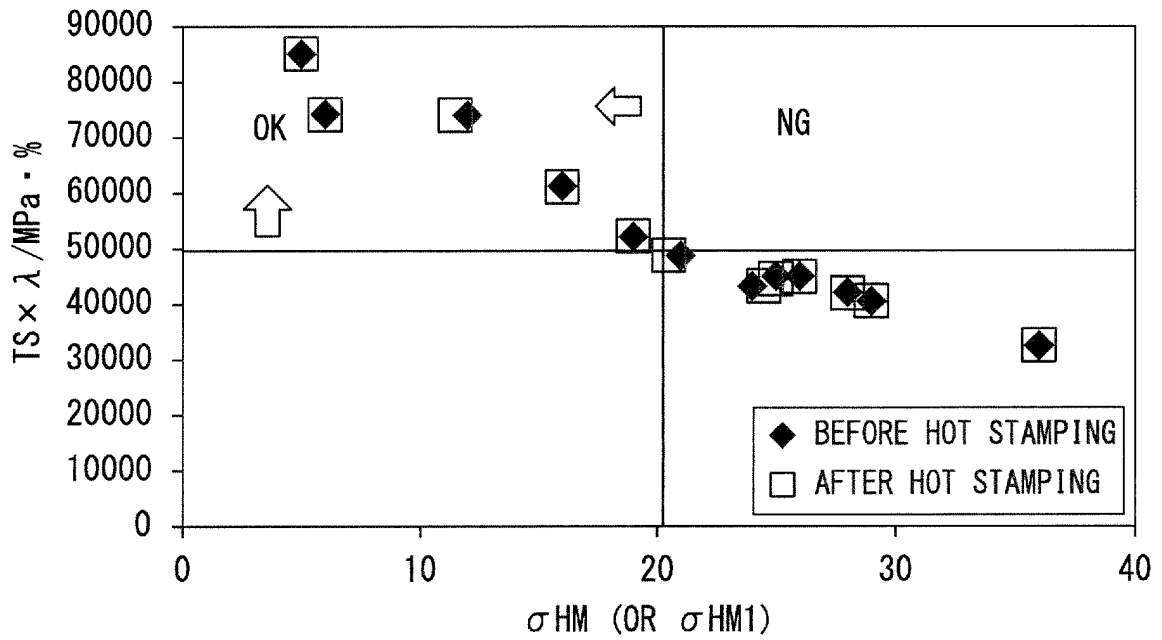 90000
80000
70000
60000
50000
40000
30000
20000
10000
0
TS× λ /MPa・%
OK
NG
◆ BEFORE HOT STAMPING
□ AFTER HOT STAMPING
0 10 20 30 40
σHM (OR σHM1)